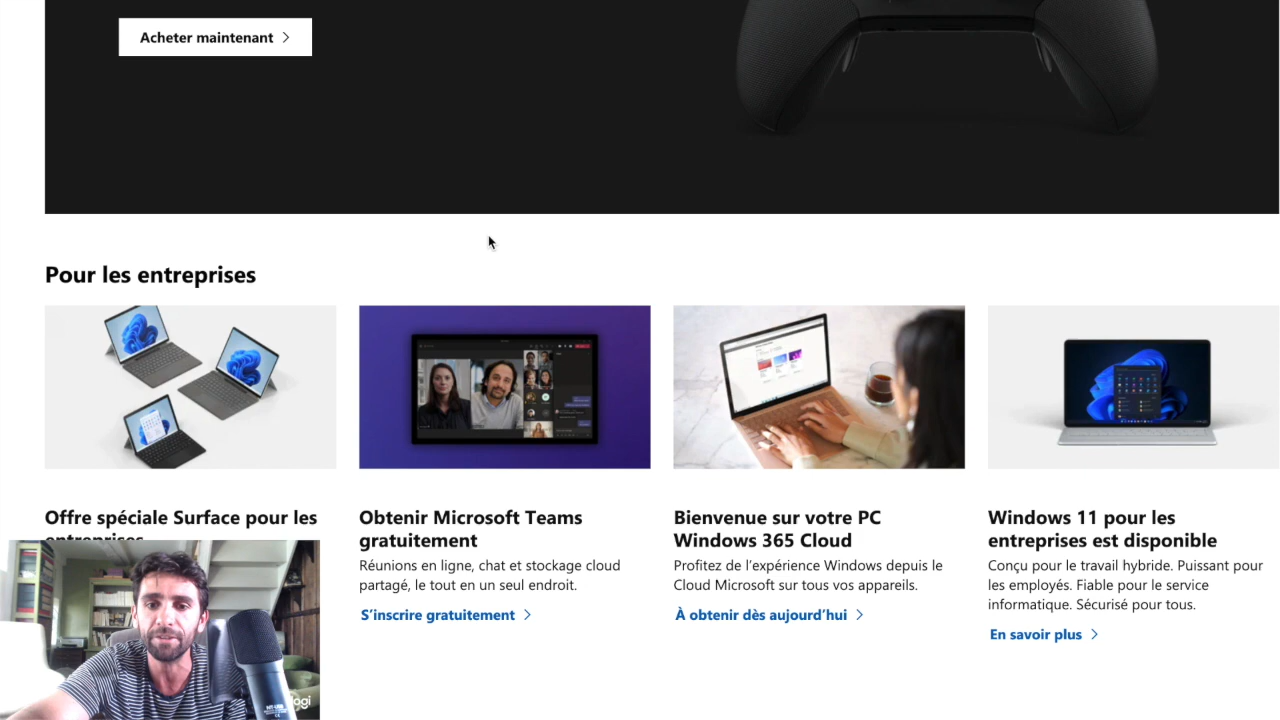 Acheter maintenant
Pour les entreprises
Offre spéciale Surface pour les
entreprises
Obtenir Microsoft Teams
gratuitement
Réunions en ligne, chat et stockage cloud
partagé, le tout en un seul endroit.
S’inscrire gratuitement
Bienvenue sur votre PC
Windows 365 Cloud
Profitez de l’expérience Windows depuis le
Cloud Microsoft sur tous vos appareils.
À obtenir dès aujourd’hui
Windows 11 pour les
entreprises est disponible
Conçu pour le travail hybride. Puissant pour
les employés. Fiable pour le service
informatique. Sécurisé pour tous.
En savoir plus
logi